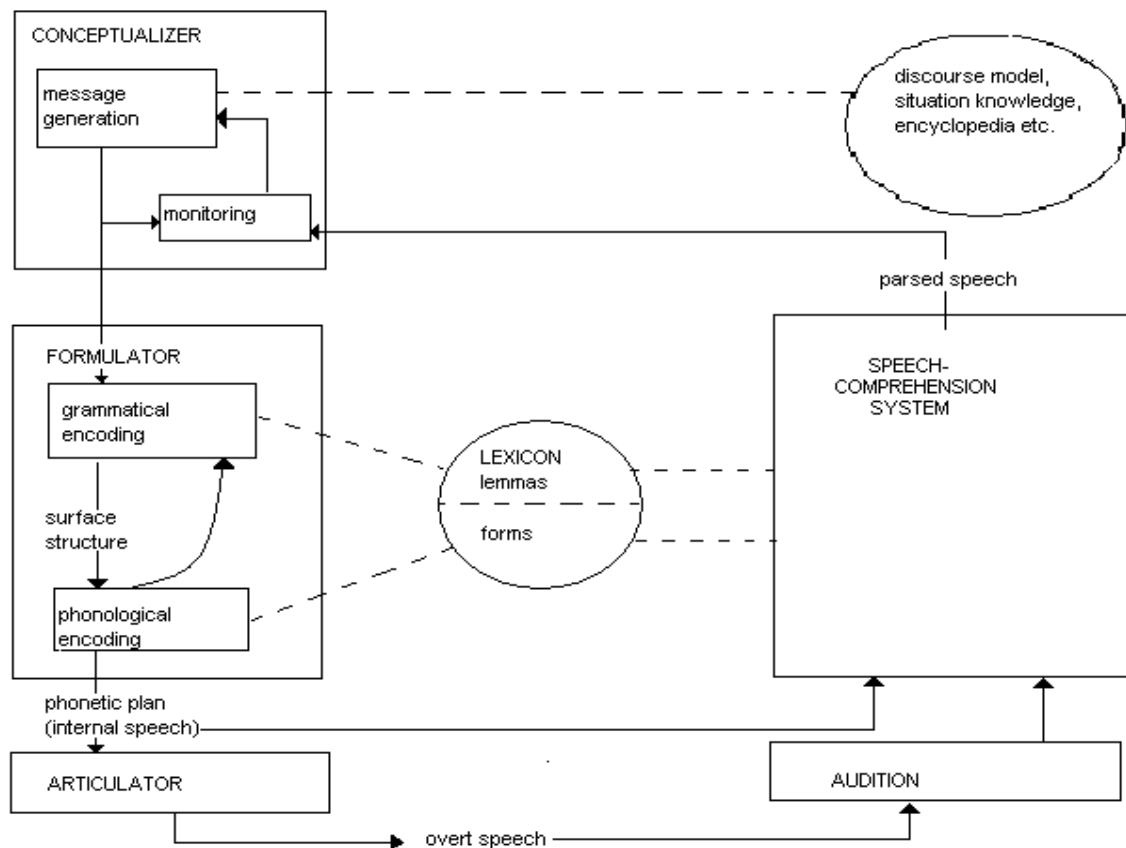 CONCEPTUALIZER
message
generation
monitoring
discourse model,
situation knowledge,
encyclopedia etc.
parsed speech
FORMULATOR
grammatical
encoding
surface
structure
phonological
encoding
LEXICON
lemmas
forms
SPEECH-
COMPREHENSION
SYSTEM
phonetic plan
(internal speech)
ARTICULATOR
AUDITION
overt speech